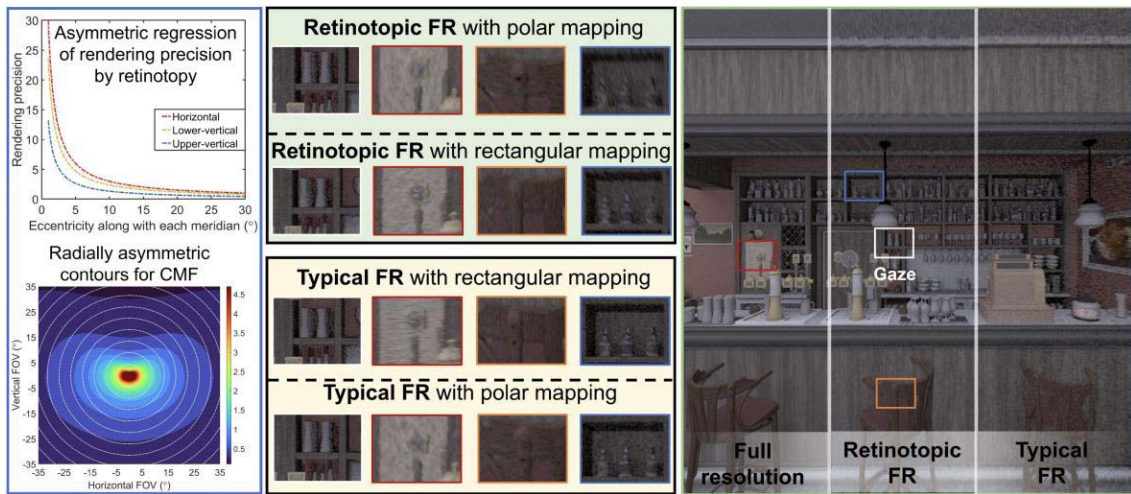 Asymmetric regression
of rendering precision
by retinotopy
Rendering precision
30
25
20
15
10
5
0
Horizontal
Lower-vertical
Upper-vertical
0 5 10 15 20 25 30
Eccentricity along with each meridian (°)
Radially asymmetric
contours for CMF
Vertical FOV (°)
35
25
15
5
-5
-15
-25
-35
-35 -25 -15 -5 5 15 25 35
Horizontal FOV (°)
4.5
4
3.5
3
2.5
2
1.5
1
0.5
Retinotopic FR with polar mapping
Retinotopic FR with rectangular mapping
Typical FR with rectangular mapping
Typical FR with polar mapping
Gaze
Full
resolution
Retinotopic
FR
Typical
FR